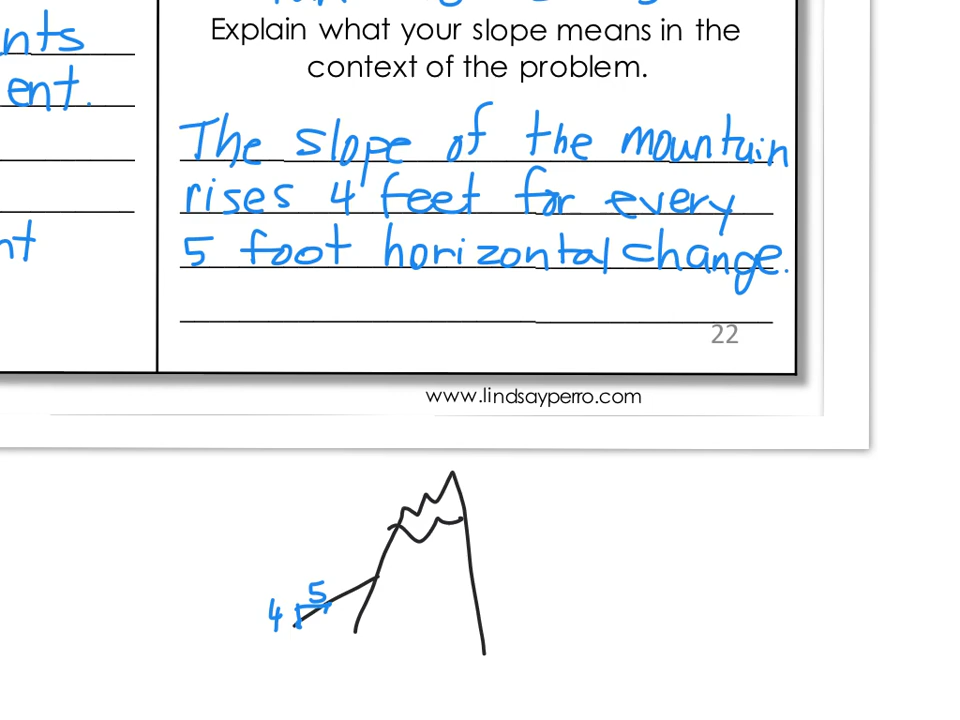 Explain what your slope means in the
context of the problem.
nts
ent.
nt
The slope of the mountain
rises 4 feet for every
5 foot horizontal change.
22
www.lindsayperro.com
5
4